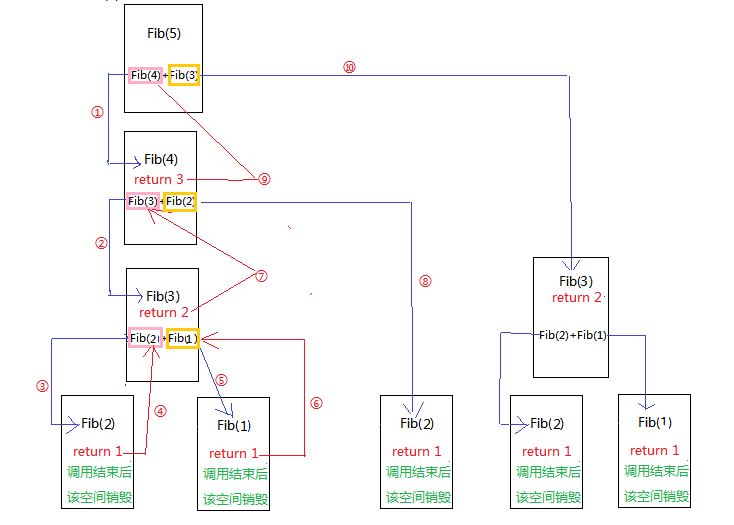 Fib(5)
Fib(4)+Fib(3)
⑩
①
Fib(4)
return 3
⑨
Fib(3)+Fib(2)
②
⑦
⑧
Fib(3)
return 2
Fib(2)+Fib(1)
Fib(3)
return 2
Fib(2)+Fib(1)
③
④
⑤
⑥
Fib(2)
return 1
调用结束后
该空间销毁
Fib(1)
return 1
调用结束后
该空间销毁
Fib(2)
return 1
调用结束后
该空间销毁
Fib(2)
return 1
调用结束后
该空间销毁
Fib(1)
return 1
调用结束后
该空间销毁